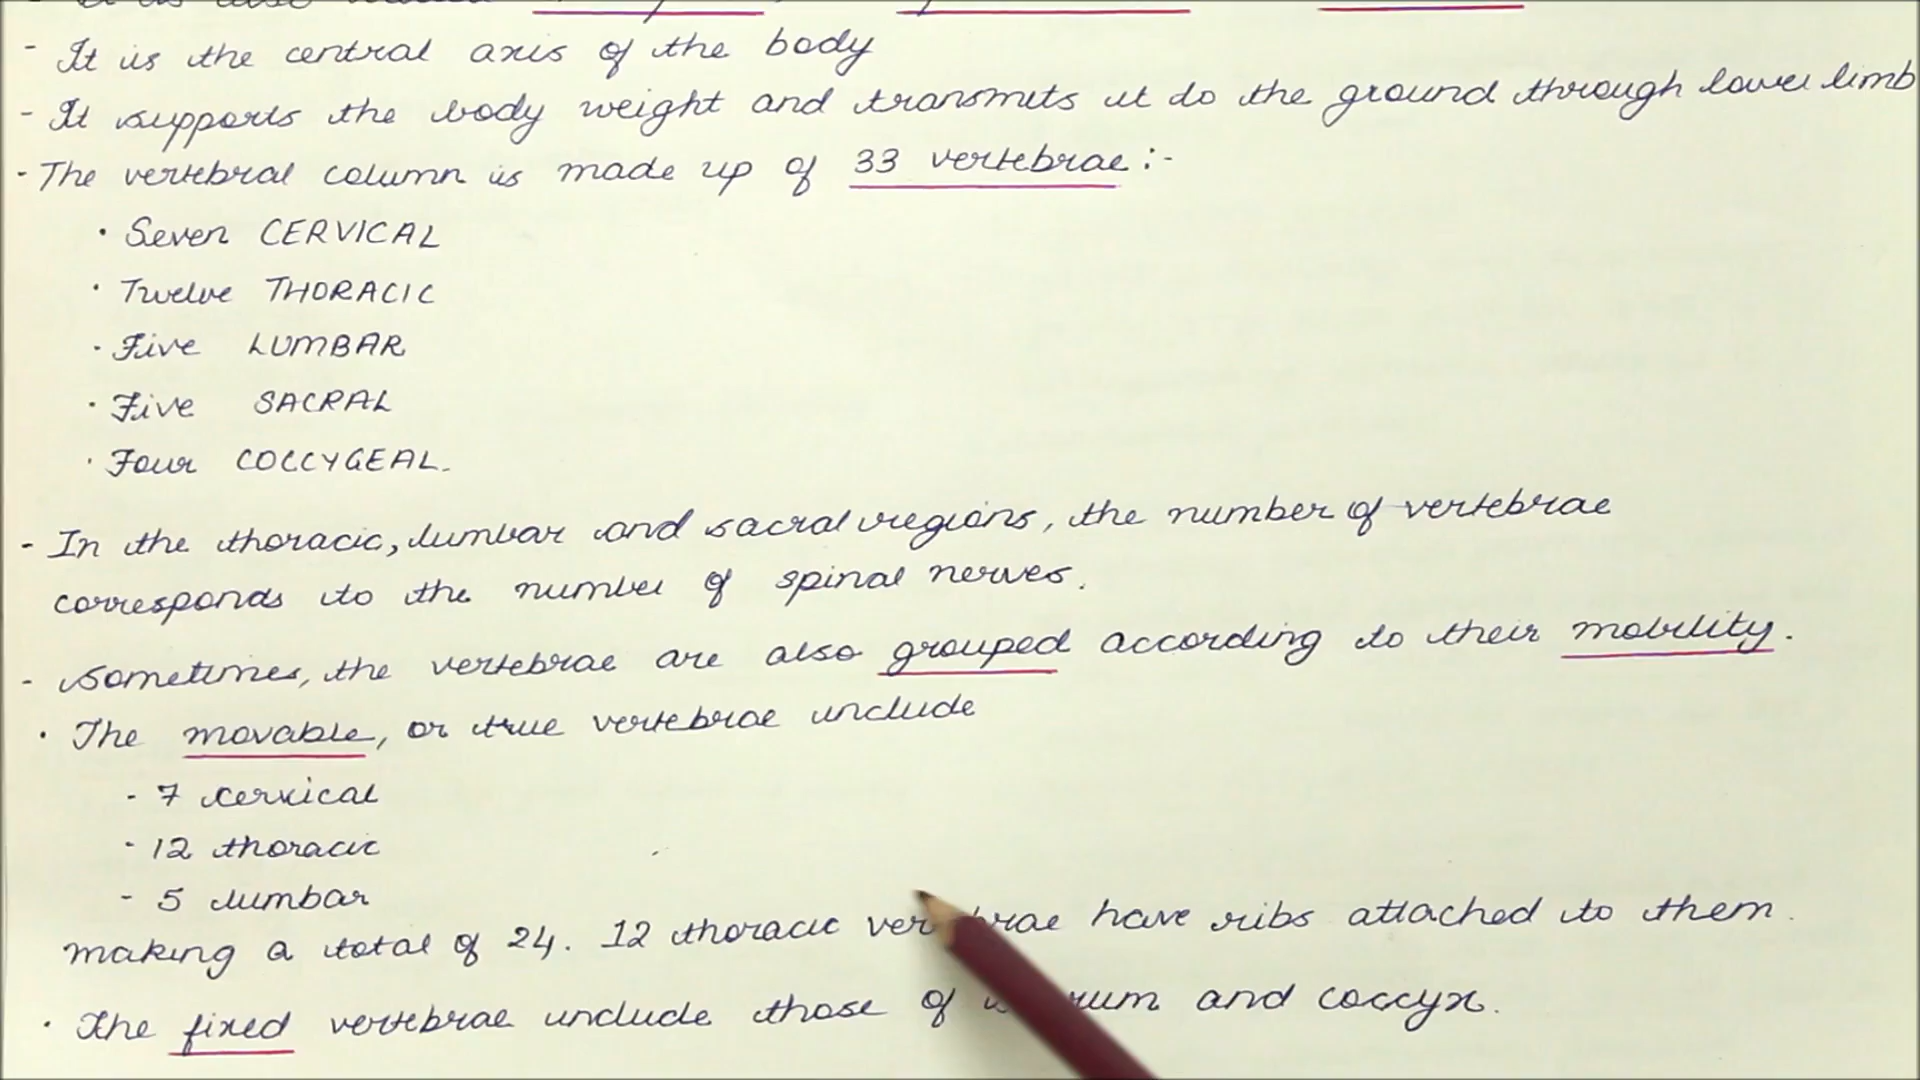 - It is the central axis of the body
- It supports the body weight and transmits it to the ground through lower limb
- The vertebral column is made up of 33 vertebrae :-
· Seven CERVICAL
· Twelve THORACIC
· Five LUMBAR
· Five SACRAL
· Four COCCYGEAL.
- In the thoracic, lumbar and sacral regions, the number of vertebrae
corresponds to the number of spinal nerves.
- Sometimes, the vertebrae are also grouped according to their mobility.
· The movable, or true vertebrae include
- 7 cervical
- 12 thoracic
- 5 lumbar
making a total of 24. 12 thoracic vertebrae have ribs attached to them.
· The fixed vertebrae include those of and coccyx.